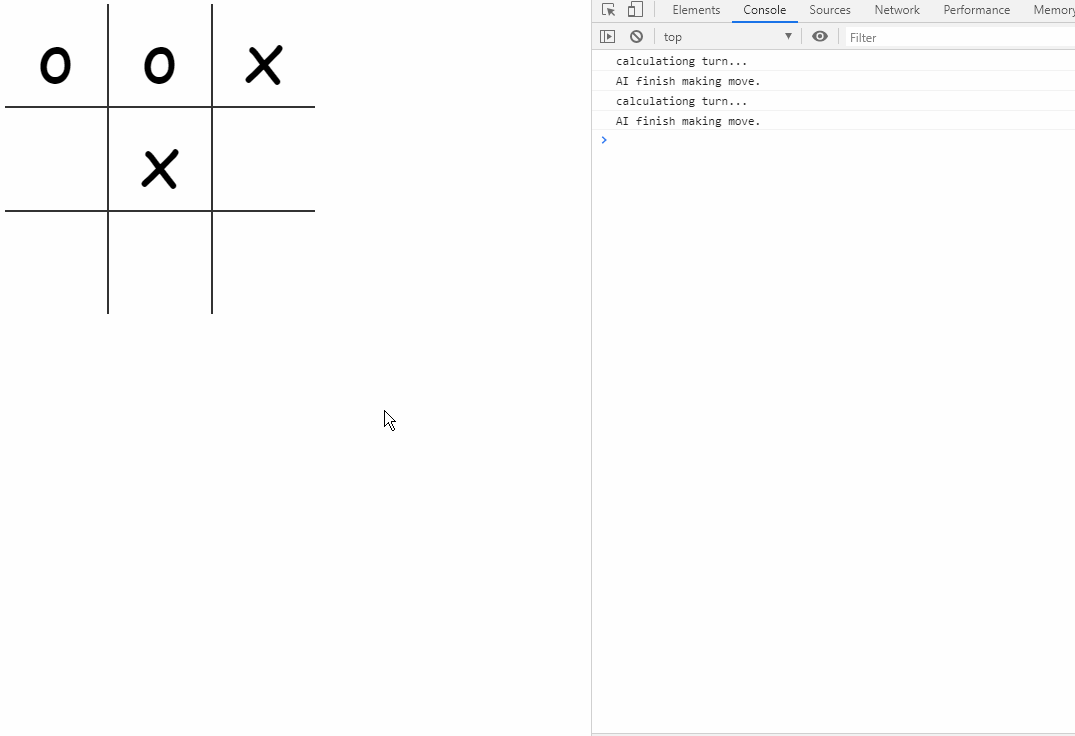 O O X
X
Elements Console Sources Network Performance Memory
top Filter
calculationg turn...
AI finish making move.
calculationg turn...
AI finish making move.
>